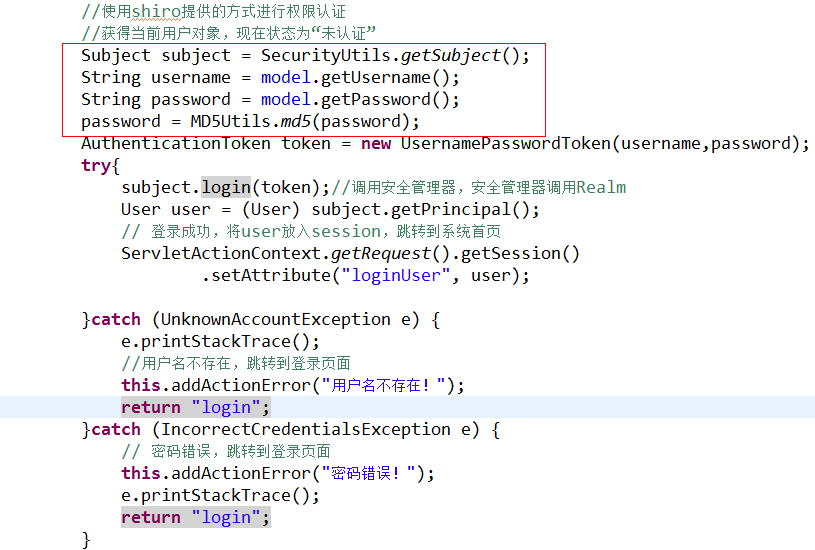 //使用shiro提供的方式进行权限认证
//获得当前用户对象，现在状态为“未认证”
Subject subject = SecurityUtils.getSubject();
String username = model.getUsername();
String password = model.getPassword();
password = MD5Utils.md5(password);
AuthenticationToken token = new UsernamePasswordToken(username,password);
try{
subject.login(token);//调用安全管理器，安全管理器调用Realm
User user = (User) subject.getPrincipal();
// 登录成功，将user放入session，跳转到系统首页
ServletActionContext.getRequest().getSession()
.setAttribute("loginUser", user);
}catch (UnknownAccountException e) {
e.printStackTrace();
//用户名不存在，跳转到登录页面
this.addActionError("用户名不存在！");
return "login";
}catch (IncorrectCredentialsException e) {
// 密码错误，跳转到登录页面
this.addActionError("密码错误！");
e.printStackTrace();
return "login";
}